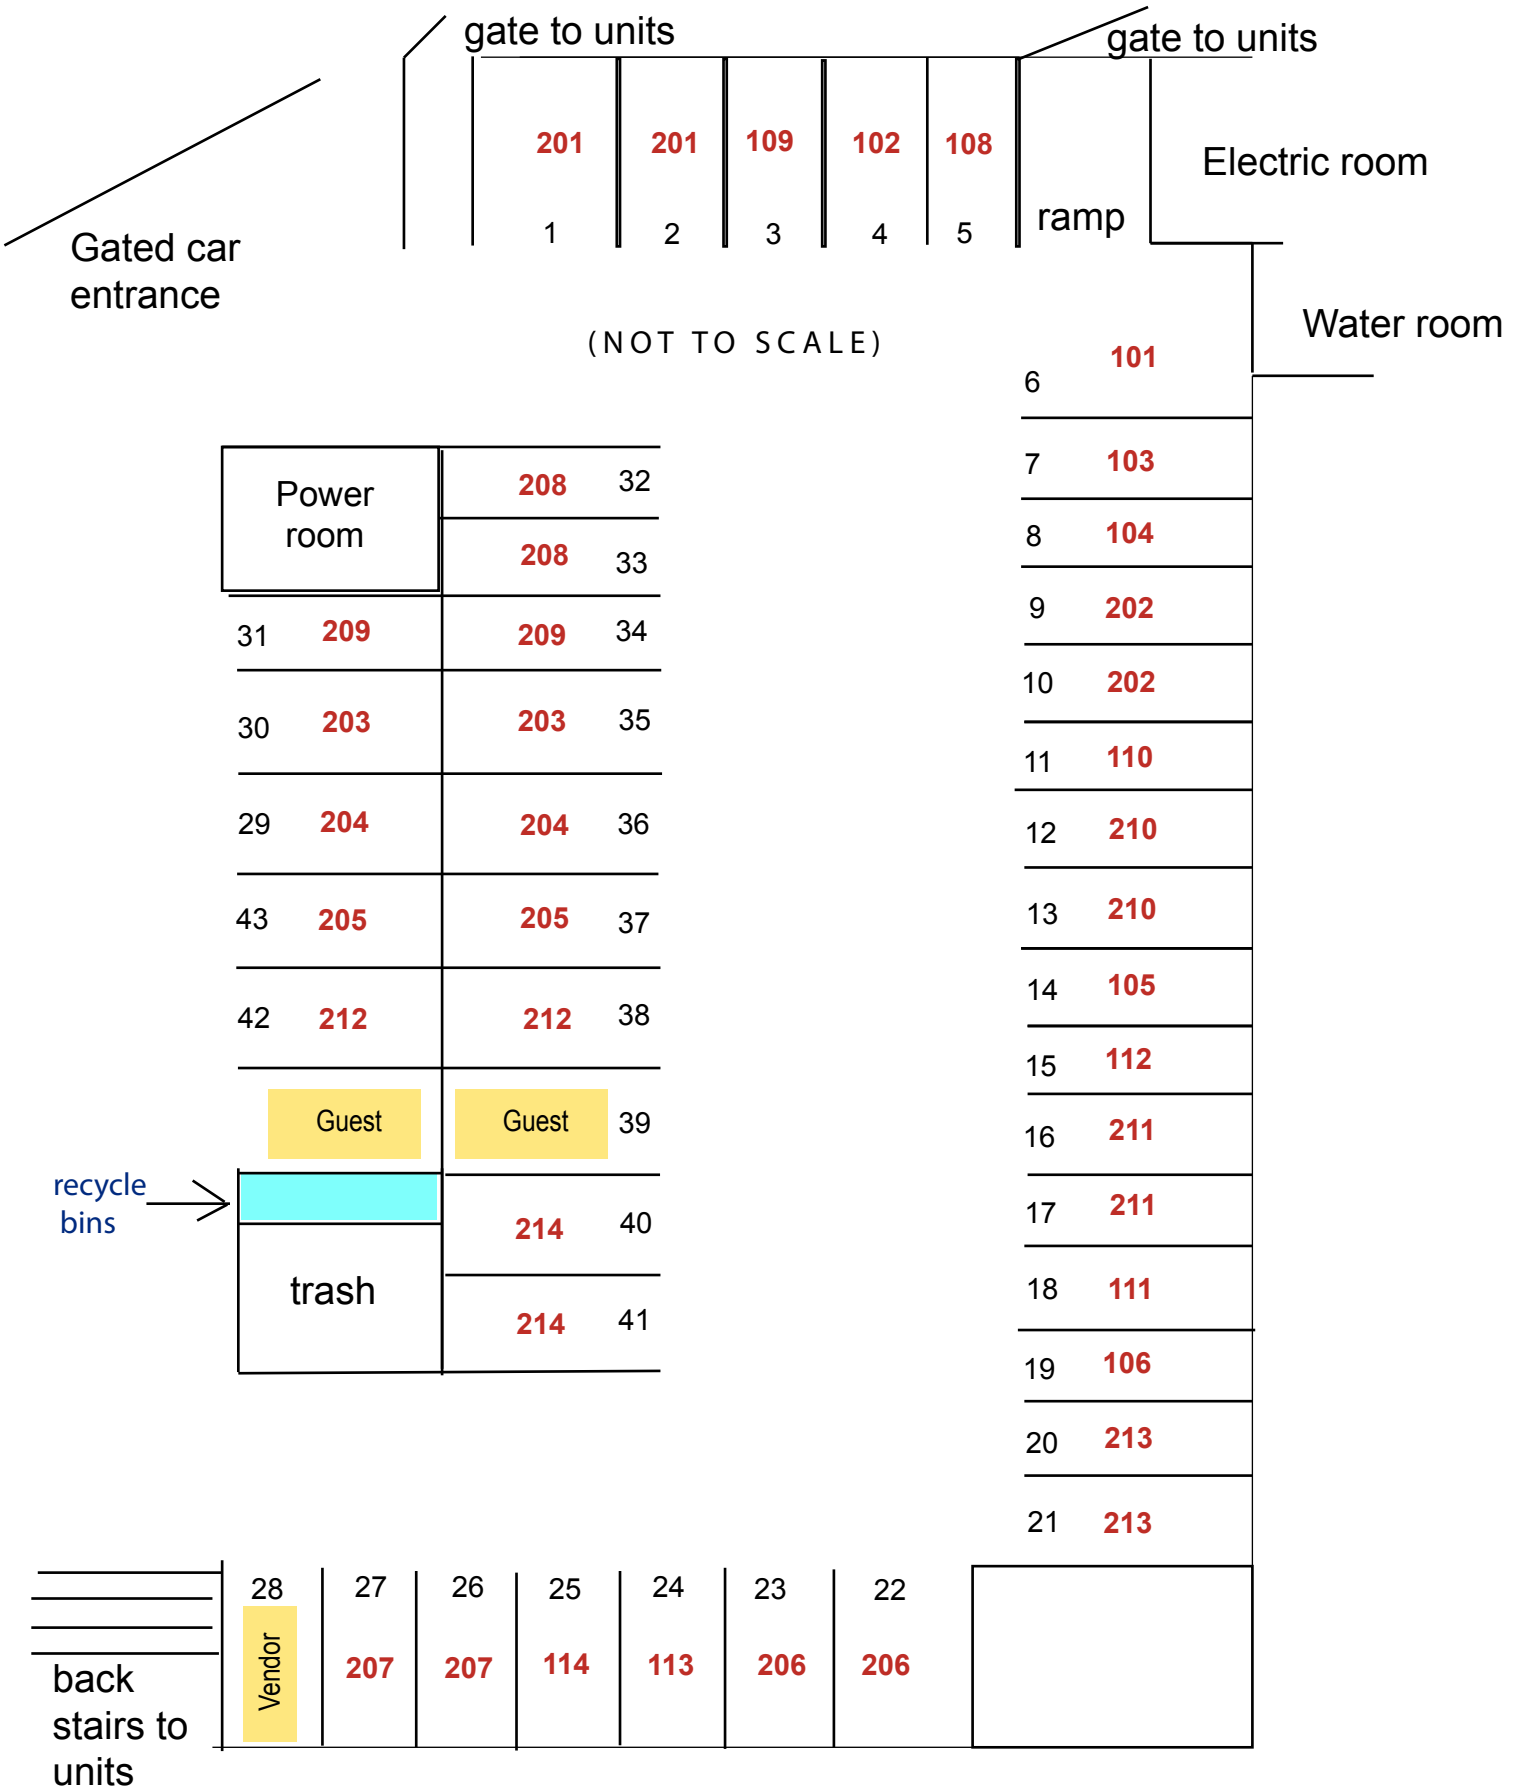 gate to units
gate to units
201 201 109 102 108
Electric room
1 2 3 4 5
ramp
Gated car
entrance
(NOT TO SCALE)
Water room
6 101
7 103
8 104
9 202
10 202
11 110
12 210
13 210
14 105
15 112
16 211
17 211
18 111
19 106
20 213
21 213
Power
room
208 32
208 33
31 209 209 34
30 203 203 35
29 204 204 36
43 205 205 37
42 212 212 38
Guest Guest 39
recycle
bins
214 40
trash
214 41
28 27 26 25 24 23 22
Vendor 207 207 114 113 206 206
back
stairs to
units